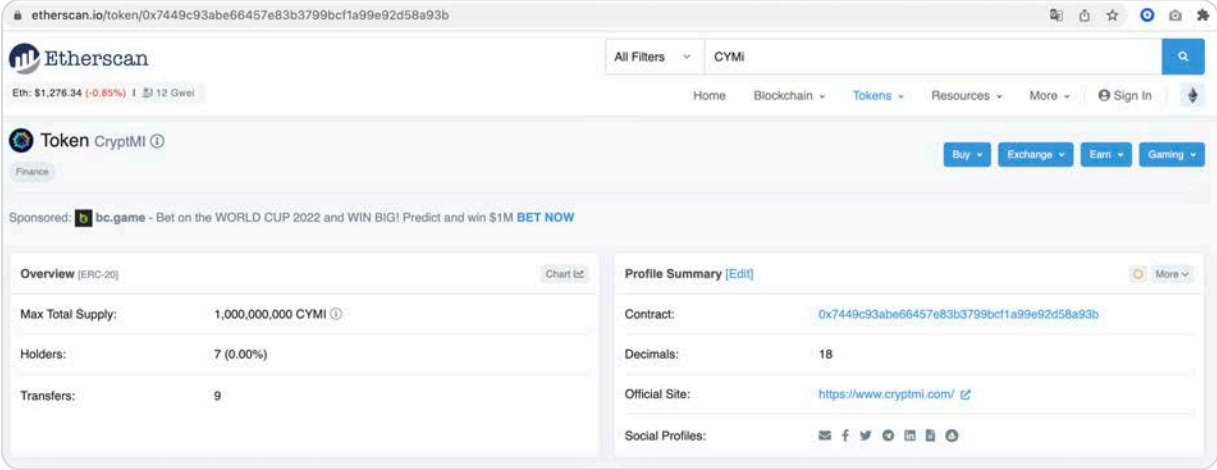 etherscan.io/token/0x7449c93abe66457e83b3799bcf1a99e92d58a93b
Etherscan
All Filters CYMi
Eth: $1,276.34 (-0.85%) | 12 Gwei
Home Blockchain Tokens Resources More Sign In
Token CryptMI
Buy Exchange Earn Gaming
Finance
Sponsored: bc.game - Bet on the WORLD CUP 2022 and WIN BIG! Predict and win $1M BET NOW
Overview [ERC-20] Chart
Max Total Supply: 1,000,000,000 CYMI
Holders: 7 (0.00%)
Transfers: 9
Profile Summary [Edit] More
Contract: 0x7449c93abe66457e83b3799bcf1a99e92d58a93b
Decimals: 18
Official Site: https://www.cryptmi.com/
Social Profiles: